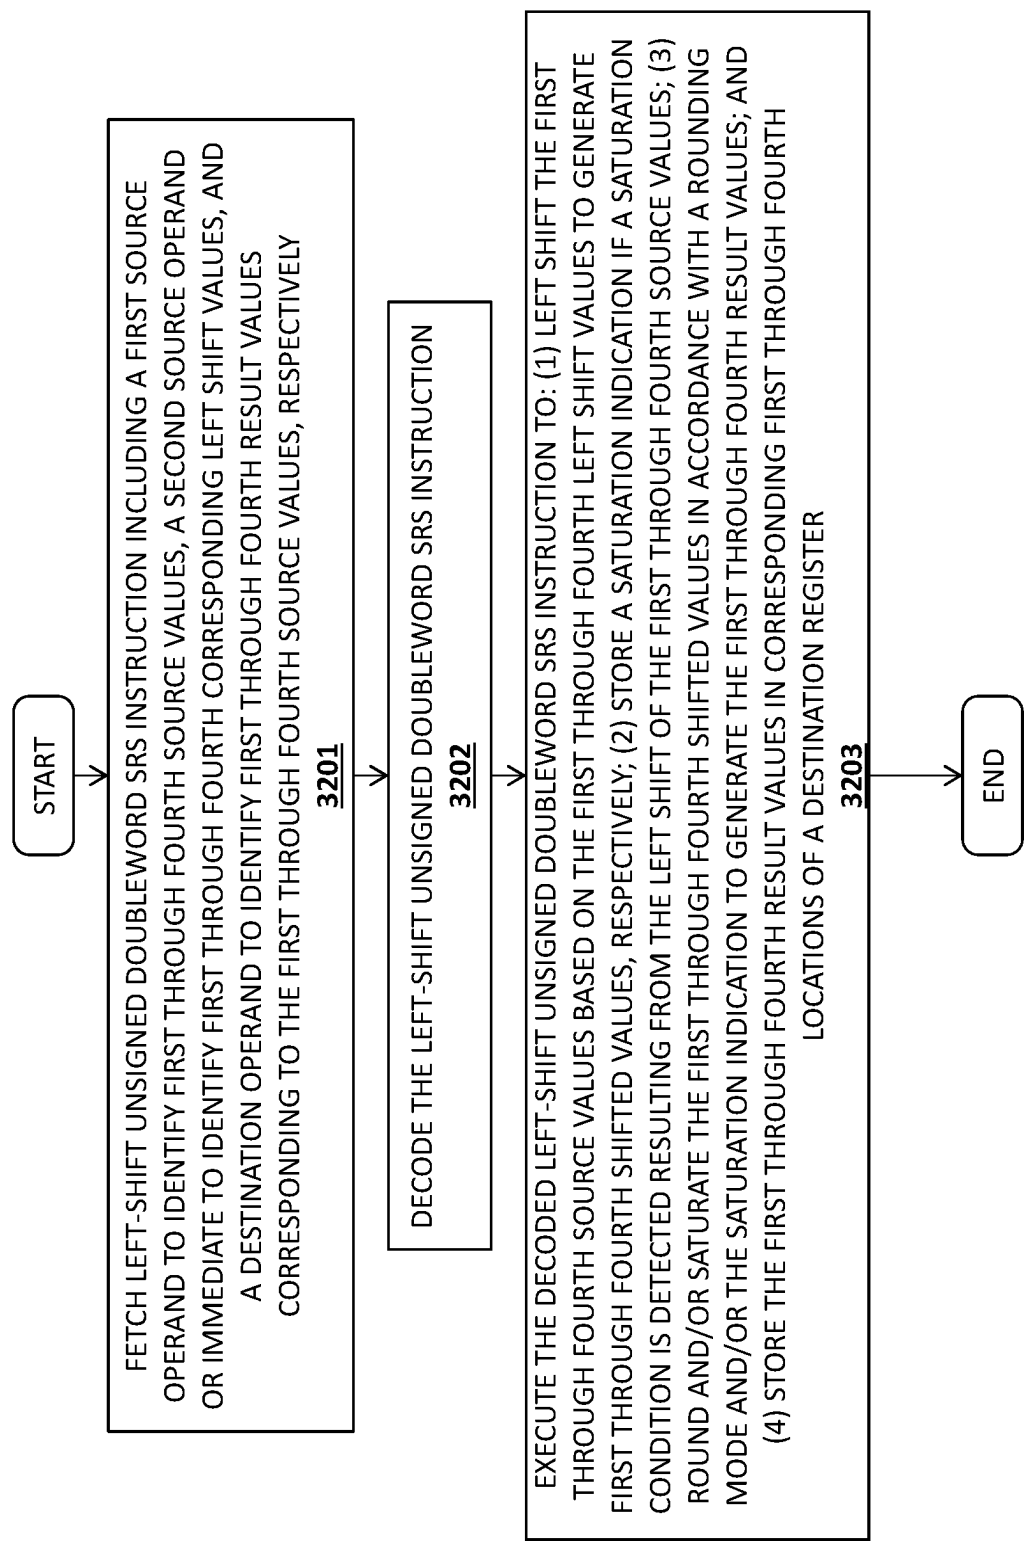 START
FETCH LEFT-SHIFT UNSIGNED DOUBLEWORD SRS INSTRUCTION INCLUDING A FIRST SOURCE
OPERAND TO IDENTIFY FIRST THROUGH FOURTH SOURCE VALUES, A SECOND SOURCE OPERAND
OR IMMEDIATE TO IDENTIFY FIRST THROUGH FOURTH CORRESPONDING LEFT SHIFT VALUES, AND
A DESTINATION OPERAND TO IDENTIFY FIRST THROUGH FOURTH RESULT VALUES
CORRESPONDING TO THE FIRST THROUGH FOURTH SOURCE VALUES, RESPECTIVELY
3201
DECODE THE LEFT-SHIFT UNSIGNED DOUBLEWORD SRS INSTRUCTION
3202
EXECUTE THE DECODED LEFT-SHIFT UNSIGNED DOUBLEWORD SRS INSTRUCTION TO: (1) LEFT SHIFT THE FIRST
THROUGH FOURTH SOURCE VALUES BASED ON THE FIRST THROUGH FOURTH LEFT SHIFT VALUES TO GENERATE
FIRST THROUGH FOURTH SHIFTED VALUES, RESPECTIVELY; (2) STORE A SATURATION INDICATION IF A SATURATION
CONDITION IS DETECTED RESULTING FROM THE LEFT SHIFT OF THE FIRST THROUGH FOURTH SOURCE VALUES; (3)
ROUND AND/OR SATURATE THE FIRST THROUGH FOURTH SHIFTED VALUES IN ACCORDANCE WITH A ROUNDING
MODE AND/OR THE SATURATION INDICATION TO GENERATE THE FIRST THROUGH FOURTH RESULT VALUES; AND
(4) STORE THE FIRST THROUGH FOURTH RESULT VALUES IN CORRESPONDING FIRST THROUGH FOURTH
LOCATIONS OF A DESTINATION REGISTER
3203
END